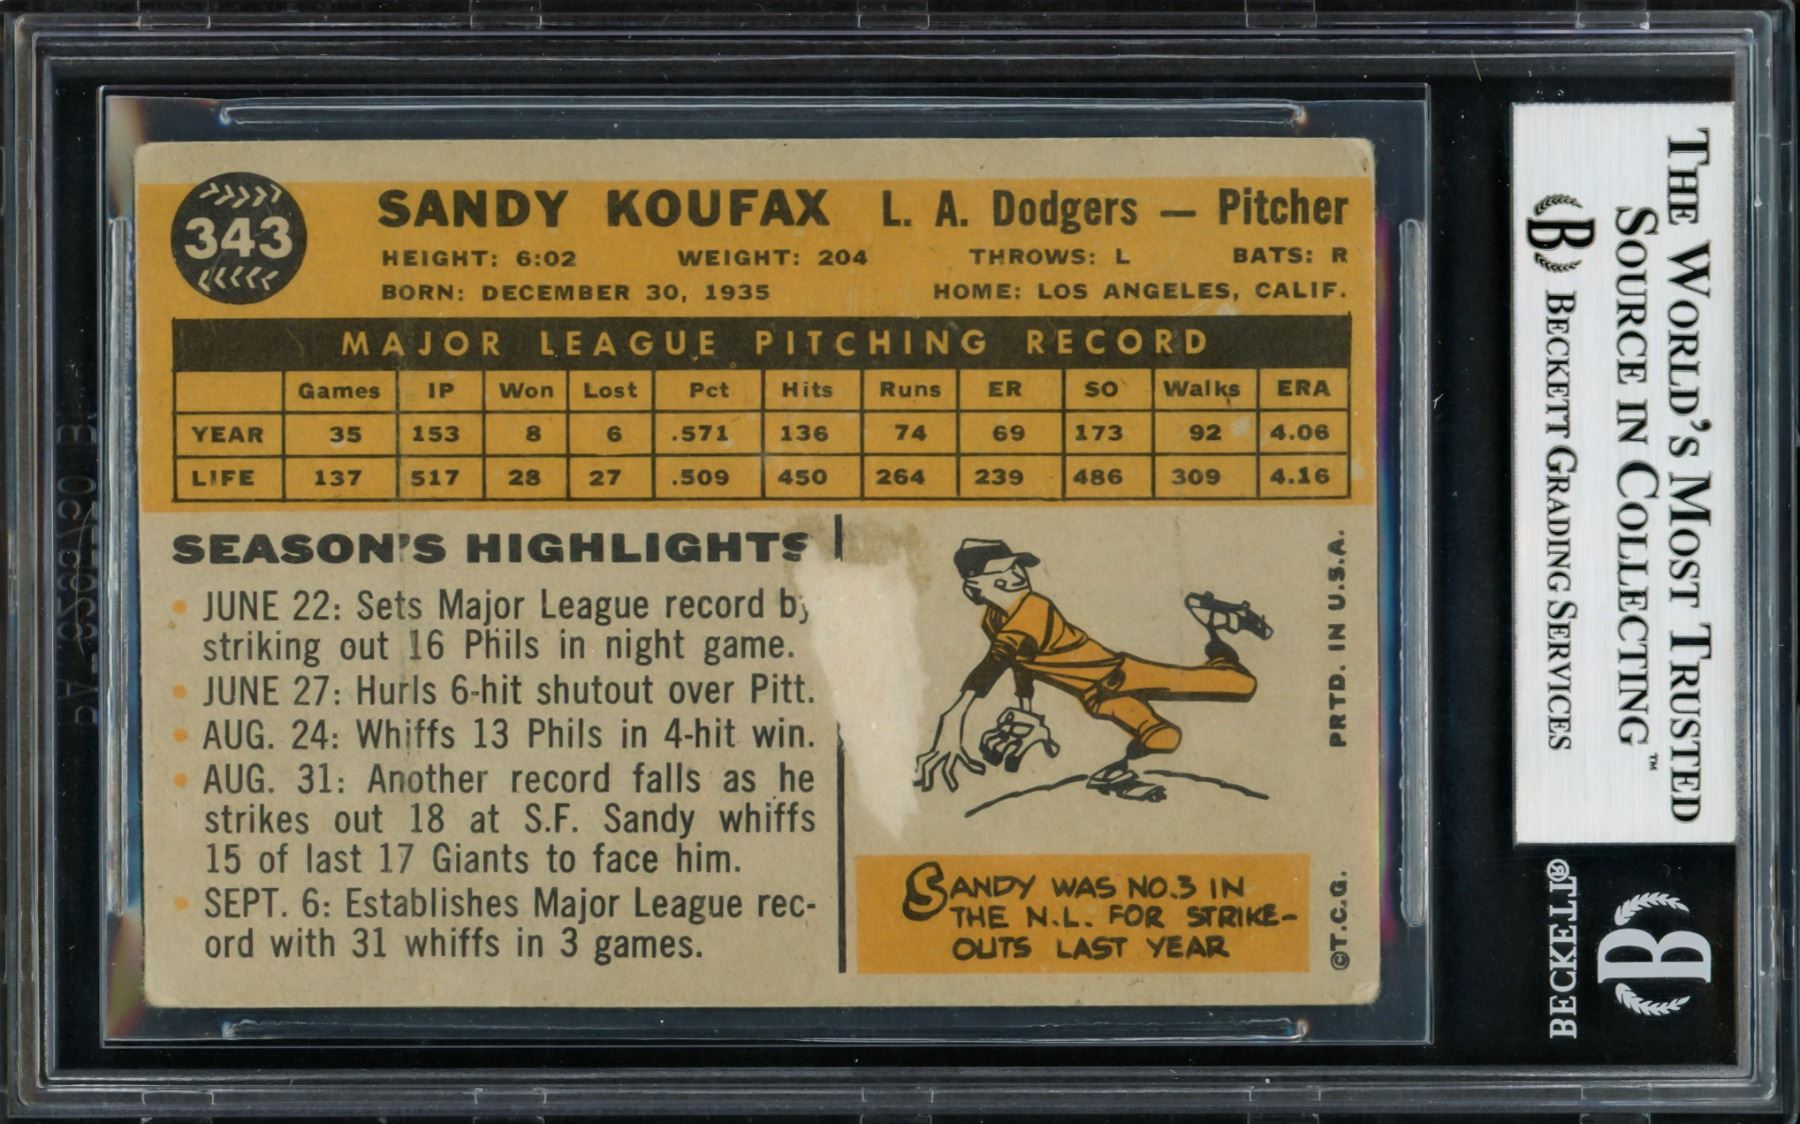 343
SANDY KOUFAX L. A. Dodgers — Pitcher
HEIGHT: 6:02 WEIGHT: 204 THROWS: L BATS: R
BORN: DECEMBER 30, 1935 HOME: LOS ANGELES, CALIF.
MAJOR LEAGUE PITCHING RECORD
Games IP Won Lost Pct Hits Runs ER SO Walks ERA
YEAR 35 153 8 6 .571 136 74 69 173 92 4.06
LIFE 137 517 28 27 .509 450 264 239 486 309 4.16
SEASON'S HIGHLIGHTS
• JUNE 22: Sets Major League record by
striking out 16 Phils in night game.
• JUNE 27: Hurls 6-hit shutout over Pitt.
• AUG. 24: Whiffs 13 Phils in 4-hit win.
• AUG. 31: Another record falls as he
strikes out 18 at S.F. Sandy whiffs
15 of last 17 Giants to face him.
• SEPT. 6: Establishes Major League rec-
ord with 31 whiffs in 3 games.
SANDY WAS NO.3 IN
THE N.L. FOR STRIKE-
OUTS LAST YEAR
©T.C.G. PRTD. IN U.S.A.
THE WORLD'S MOST TRUSTED
SOURCE IN COLLECTING™
B BECKETT GRADING SERVICES
B
BECKETT®